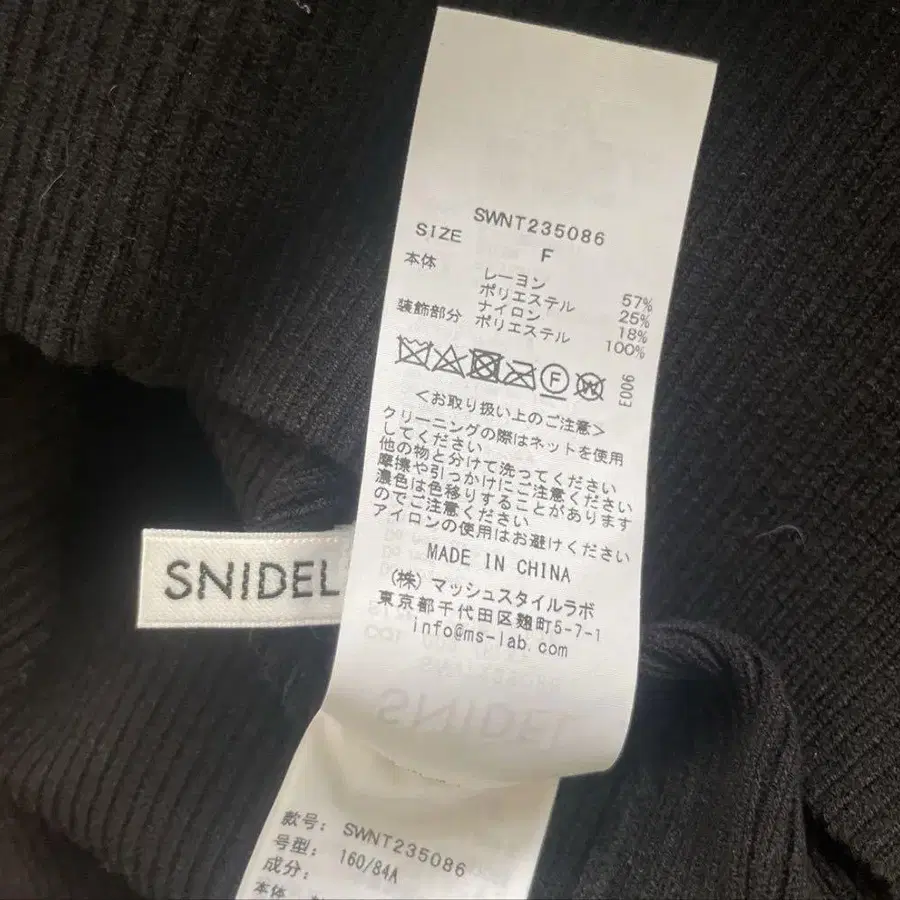 SWNT235086
SIZE F
本体 レーヨン 57%
ポリエステル 25%
ナイロン 18%
装飾部分 ポリエステル 100%
F
W
E006
<お取り扱い上のご注意>
クリーニングの際はネットを使用
してください
他の物と分けて洗ってください
摩擦や引っかけにご注意ください
濃色は色移りすることがあります
のでご注意ください
アイロンの使用はお避けください
MADE IN CHINA
(株) マッシュスタイルラボ
東京都千代田区麹町5-7-1
info@ms-lab.com
SNIDEL
SNIDEL
款号: SWNT235086
号型: 160/84A
成分:
本体